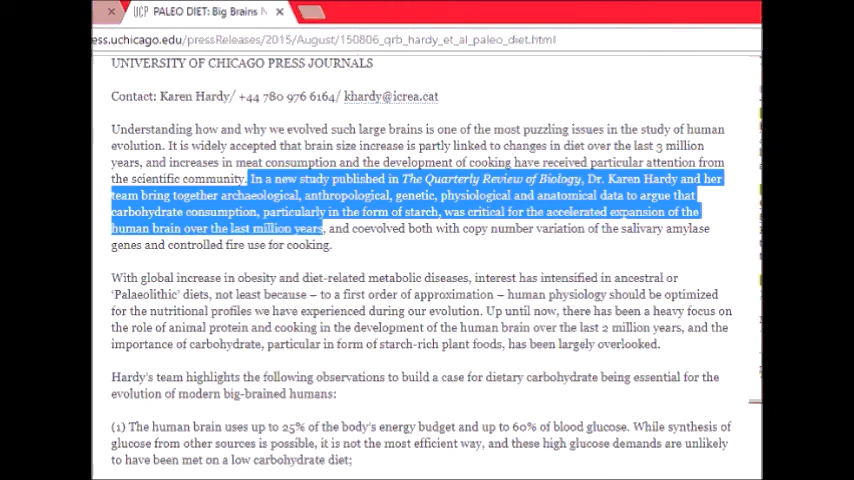 UCP PALEO DIET: Big Brains N
ess.uchicago.edu/pressReleases/2015/August/150806_qrb_hardy_et_al_paleo_diet.html
UNIVERSITY OF CHICAGO PRESS JOURNALS
Contact: Karen Hardy/ +44 780 976 6164/ khardy@icrea.cat
Understanding how and why we evolved such large brains is one of the most puzzling issues in the study of human
evolution. It is widely accepted that brain size increase is partly linked to changes in diet over the last 3 million
years, and increases in meat consumption and the development of cooking have received particular attention from
the scientific community. In a new study published in The Quarterly Review of Biology, Dr. Karen Hardy and her
team bring together archaeological, anthropological, genetic, physiological and anatomical data to argue that
carbohydrate consumption, particularly in the form of starch, was critical for the accelerated expansion of the
human brain over the last million years, and coevolved both with copy number variation of the salivary amylase
genes and controlled fire use for cooking.
With global increase in obesity and diet-related metabolic diseases, interest has intensified in ancestral or
‘Palaeolithic’ diets, not least because – to a first order of approximation – human physiology should be optimized
for the nutritional profiles we have experienced during our evolution. Up until now, there has been a heavy focus on
the role of animal protein and cooking in the development of the human brain over the last 2 million years, and the
importance of carbohydrate, particular in form of starch-rich plant foods, has been largely overlooked.
Hardy's team highlights the following observations to build a case for dietary carbohydrate being essential for the
evolution of modern big-brained humans:
(1) The human brain uses up to 25% of the body's energy budget and up to 60% of blood glucose. While synthesis of
glucose from other sources is possible, it is not the most efficient way, and these high glucose demands are unlikely
to have been met on a low carbohydrate diet;